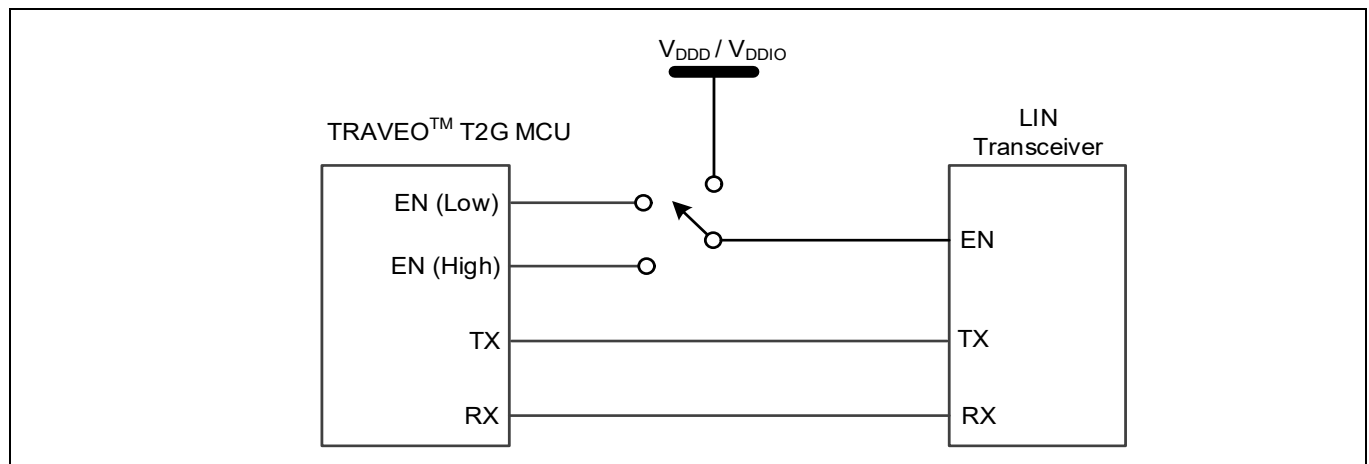 VDDD / VDDIO
TRAVEO™ T2G MCU
LIN
Transceiver
EN (Low)
EN (High)
TX
RX
EN
TX
RX